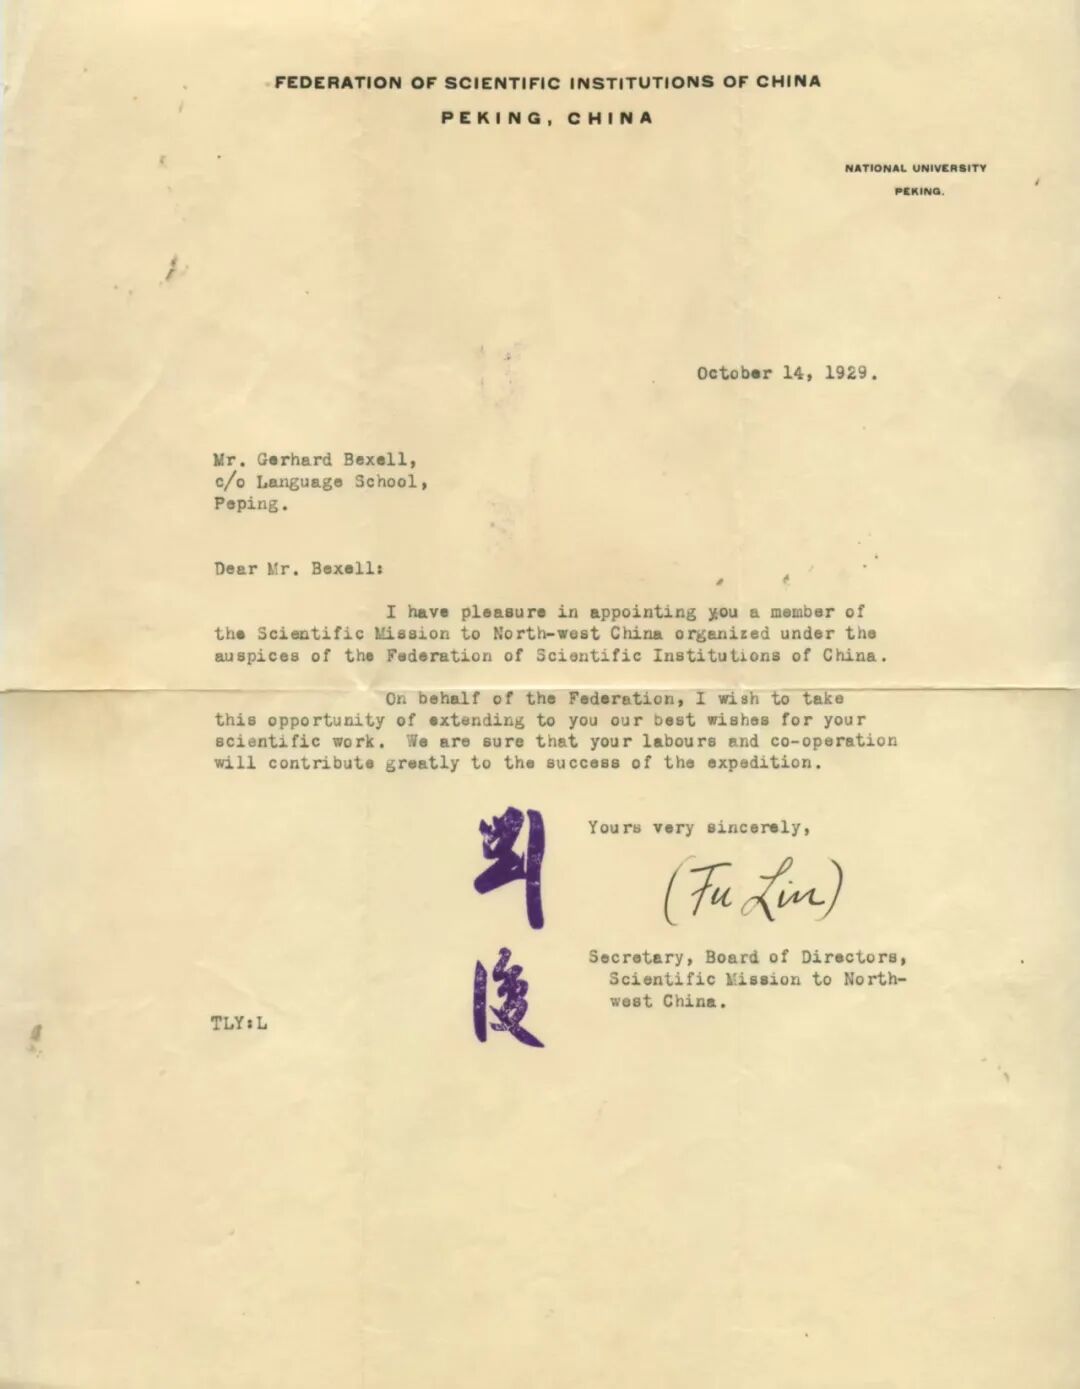 FEDERATION OF SCIENTIFIC INSTITUTIONS OF CHINA
PEKING, CHINA
NATIONAL UNIVERSITY
PEKING.
October 14, 1929.
Mr. Gerhard Bexell,
c/o Language School,
Peping.
Dear Mr. Bexell:
I have pleasure in appointing you a member of
the Scientific Mission to North-west China organized under the
auspices of the Federation of Scientific Institutions of China.
On behalf of the Federation, I wish to take
this opportunity of extending to you our best wishes for your
scientific work. We are sure that your labours and co-operation
will contribute greatly to the success of the expedition.
Yours very sincerely,
(Fu Liu)
劉
復
Secretary, Board of Directors,
Scientific Mission to North-
west China.
TLY:L